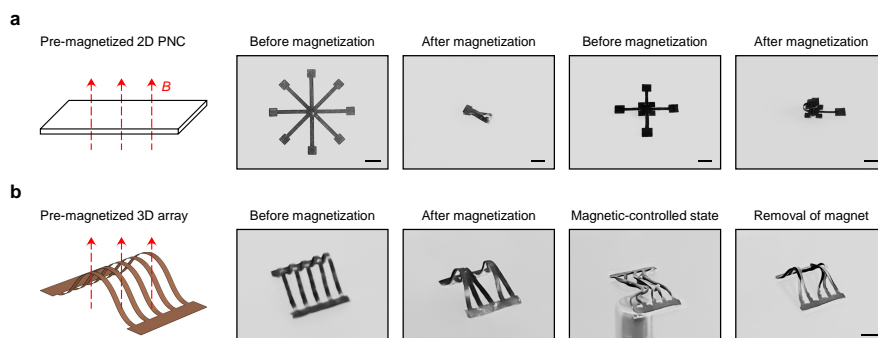 a
Pre-magnetized 2D PNC
Before magnetization
After magnetization
Before magnetization
After magnetization
B
b
Pre-magnetized 3D array
Before magnetization
After magnetization
Magnetic-controlled state
Removal of magnet